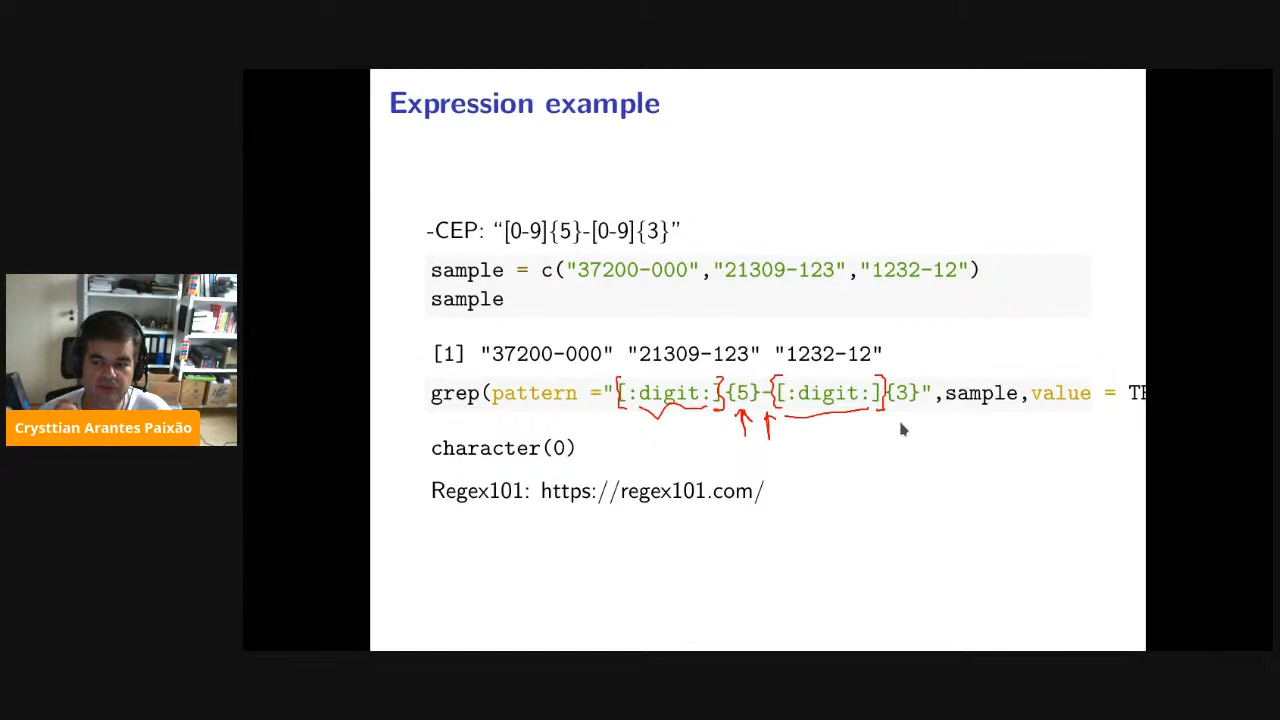 Expression example
-CEP: “[0-9]{5}-[0-9]{3}”
sample = c("37200-000","21309-123","1232-12")
sample
[1] "37200-000" "21309-123" "1232-12"
grep(pattern ="[:digit:]{5}-[:digit:]{3}",sample,value = TR
character(0)
Regex101: https://regex101.com/
Crysttian Arantes Paixão